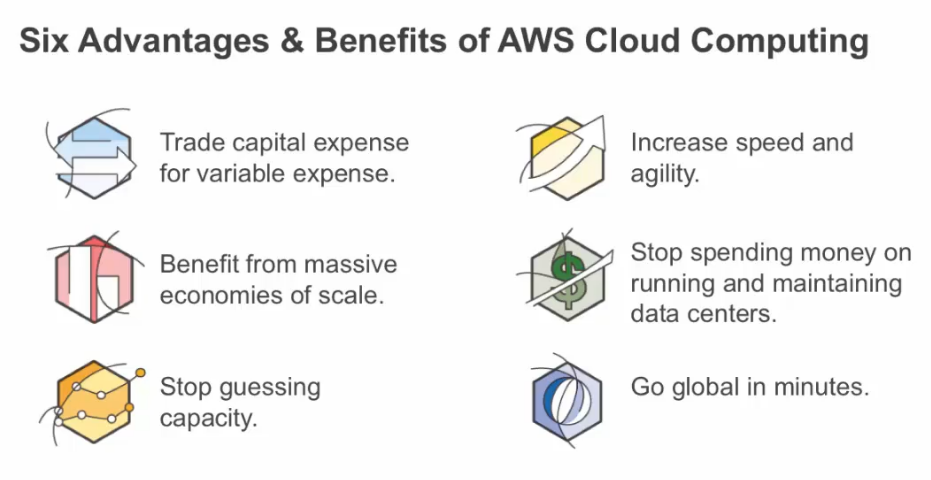 Six Advantages & Benefits of AWS Cloud Computing
Trade capital expense
for variable expense.
Benefit from massive
economies of scale.
Stop guessing
capacity.
Increase speed and
agility.
Stop spending money on
running and maintaining
data centers.
Go global in minutes.